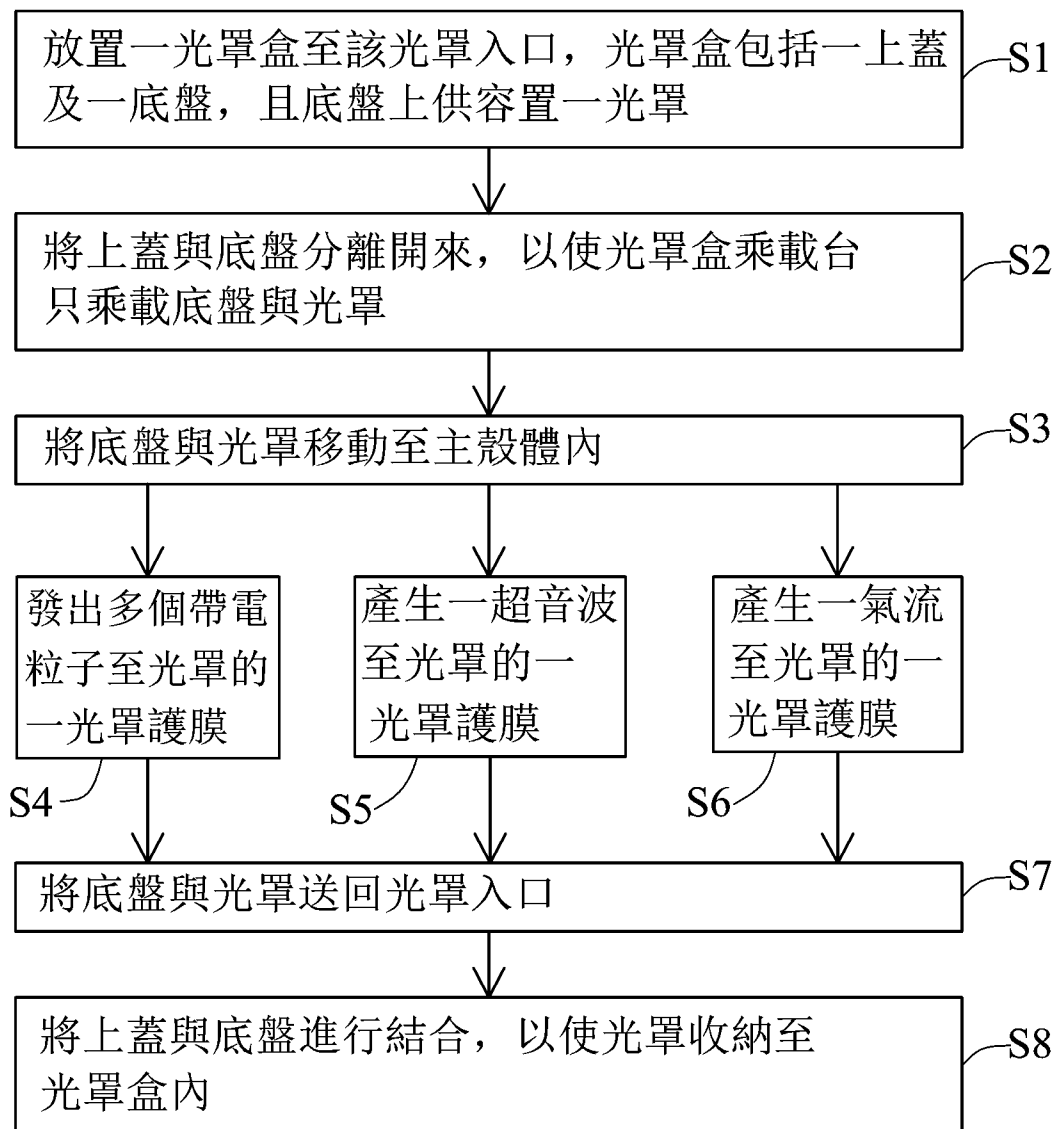 放置一光罩盒至該光罩入口，光罩盒包括一上蓋
及一底盤，且底盤上供容置一光罩
S1
將上蓋與底盤分離開來，以使光罩盒乘載台
只乘載底盤與光罩
S2
將底盤與光罩移動至主殼體內
S3
發出多個帶電
粒子至光罩的
一光罩護膜
S4
產生一超音波
至光罩的一
光罩護膜
S5
產生一氣流
至光罩的一
光罩護膜
S6
將底盤與光罩送回光罩入口
S7
將上蓋與底盤進行結合，以使光罩收納至
光罩盒內
S8